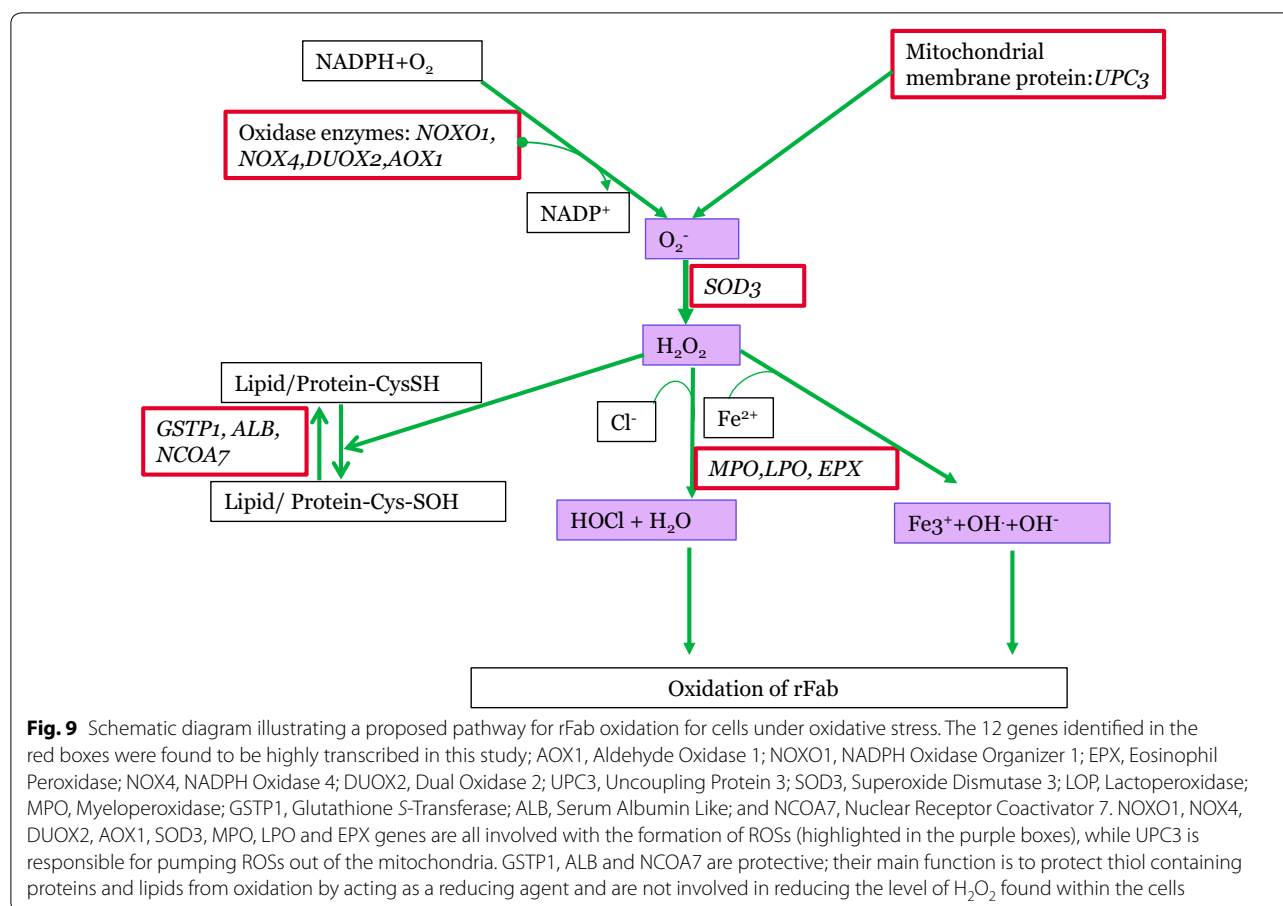 NADPH+O₂
Mitochondrial
membrane protein:UPC3
Oxidase enzymes: NOXO1,
NOX4,DUOX2,AOX1
NADP⁺
O₂⁻
SOD3
H₂O₂
Lipid/Protein-CysSH
Cl⁻
Fe²⁺
GSTP1, ALB,
NCOA7
MPO,LPO, EPX
Lipid/ Protein-Cys-SOH
HOCl + H₂O
Fe3⁺+OH·+OH⁻
Oxidation of rFab
Fig. 9 Schematic diagram illustrating a proposed pathway for rFab oxidation for cells under oxidative stress. The 12 genes identified in the
red boxes were found to be highly transcribed in this study; AOX1, Aldehyde Oxidase 1; NOXO1, NADPH Oxidase Organizer 1; EPX, Eosinophil
Peroxidase; NOX4, NADPH Oxidase 4; DUOX2, Dual Oxidase 2; UPC3, Uncoupling Protein 3; SOD3, Superoxide Dismutase 3; LOP, Lactoperoxidase;
MPO, Myeloperoxidase; GSTP1, Glutathione S-Transferase; ALB, Serum Albumin Like; and NCOA7, Nuclear Receptor Coactivator 7. NOXO1, NOX4,
DUOX2, AOX1, SOD3, MPO, LPO and EPX genes are all involved with the formation of ROSs (highlighted in the purple boxes), while UPC3 is
responsible for pumping ROSs out of the mitochondria. GSTP1, ALB and NCOA7 are protective; their main function is to protect thiol containing
proteins and lipids from oxidation by acting as a reducing agent and are not involved in reducing the level of H₂O₂ found within the cells